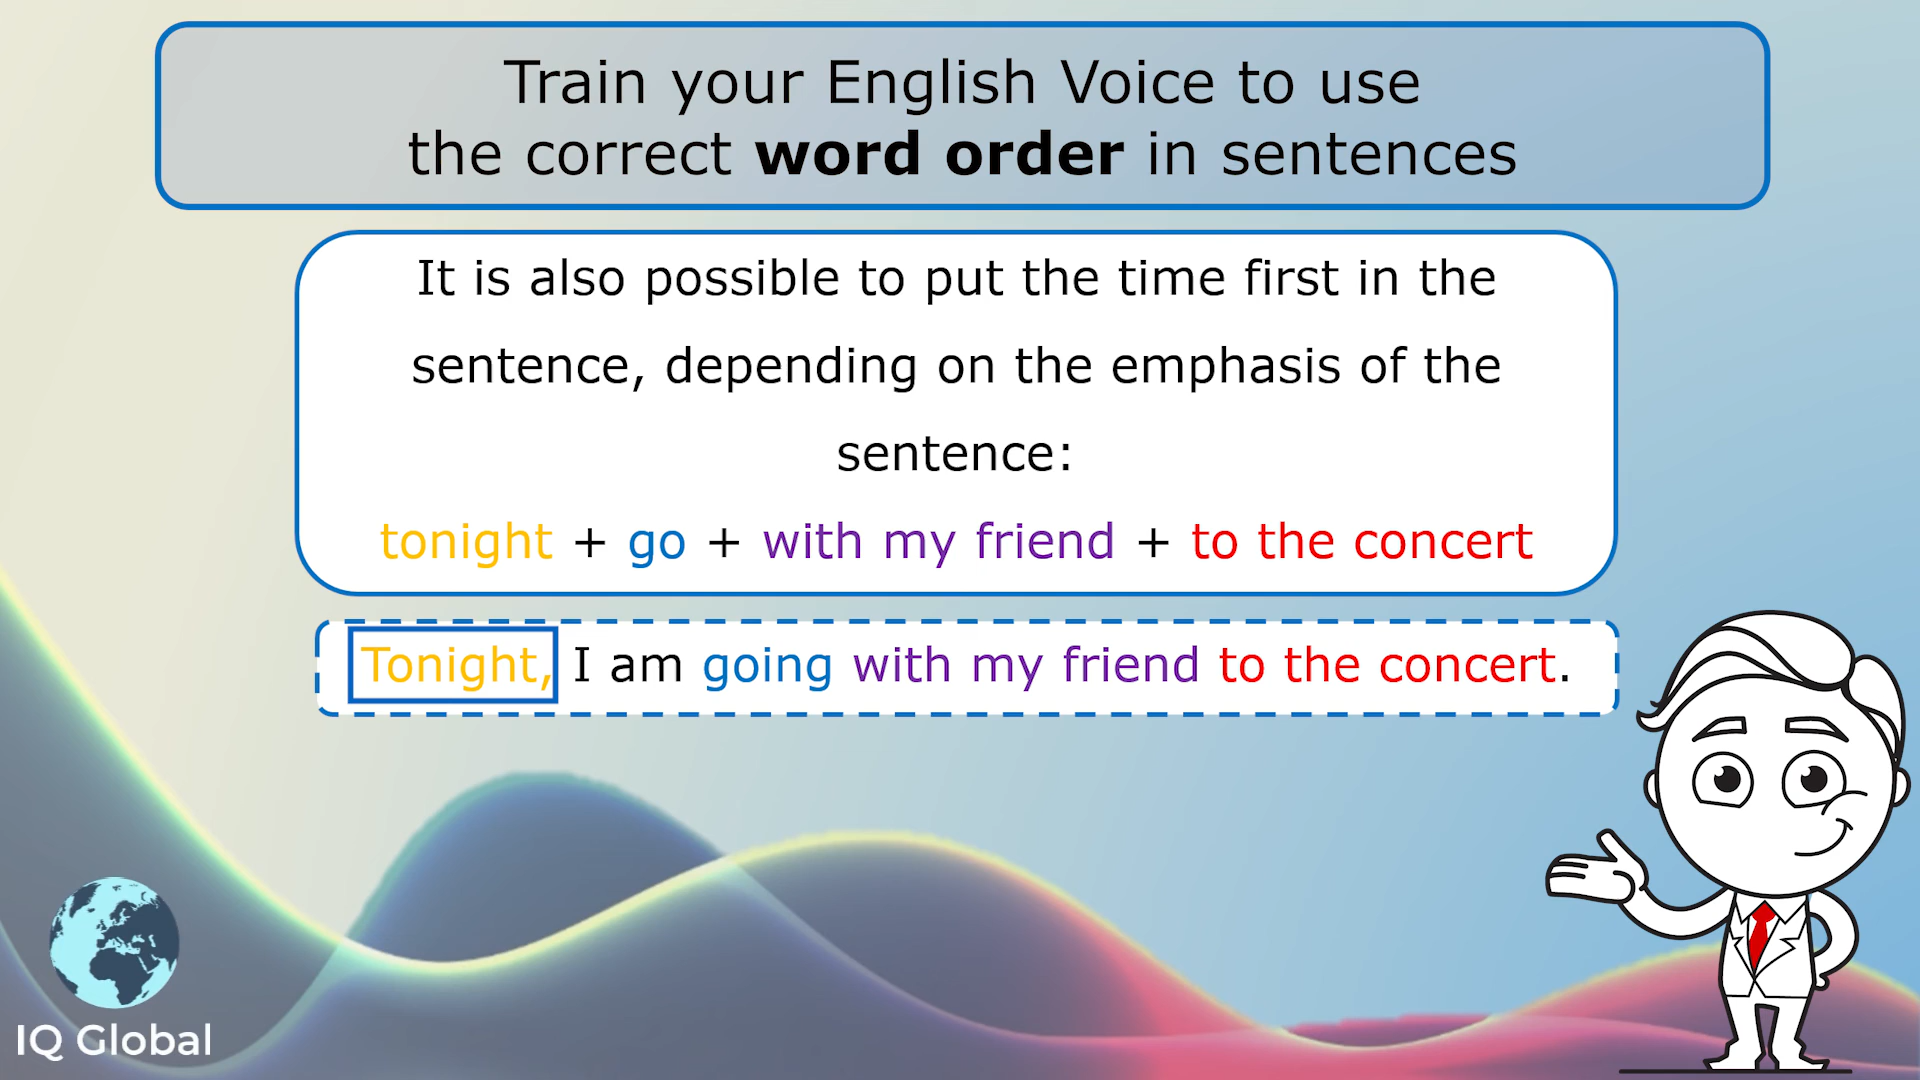 Train your English Voice to use
the correct word order in sentences
It is also possible to put the time first in the
sentence, depending on the emphasis of the
sentence:
tonight + go + with my friend + to the concert
Tonight, I am going with my friend to the concert.
IQ Global